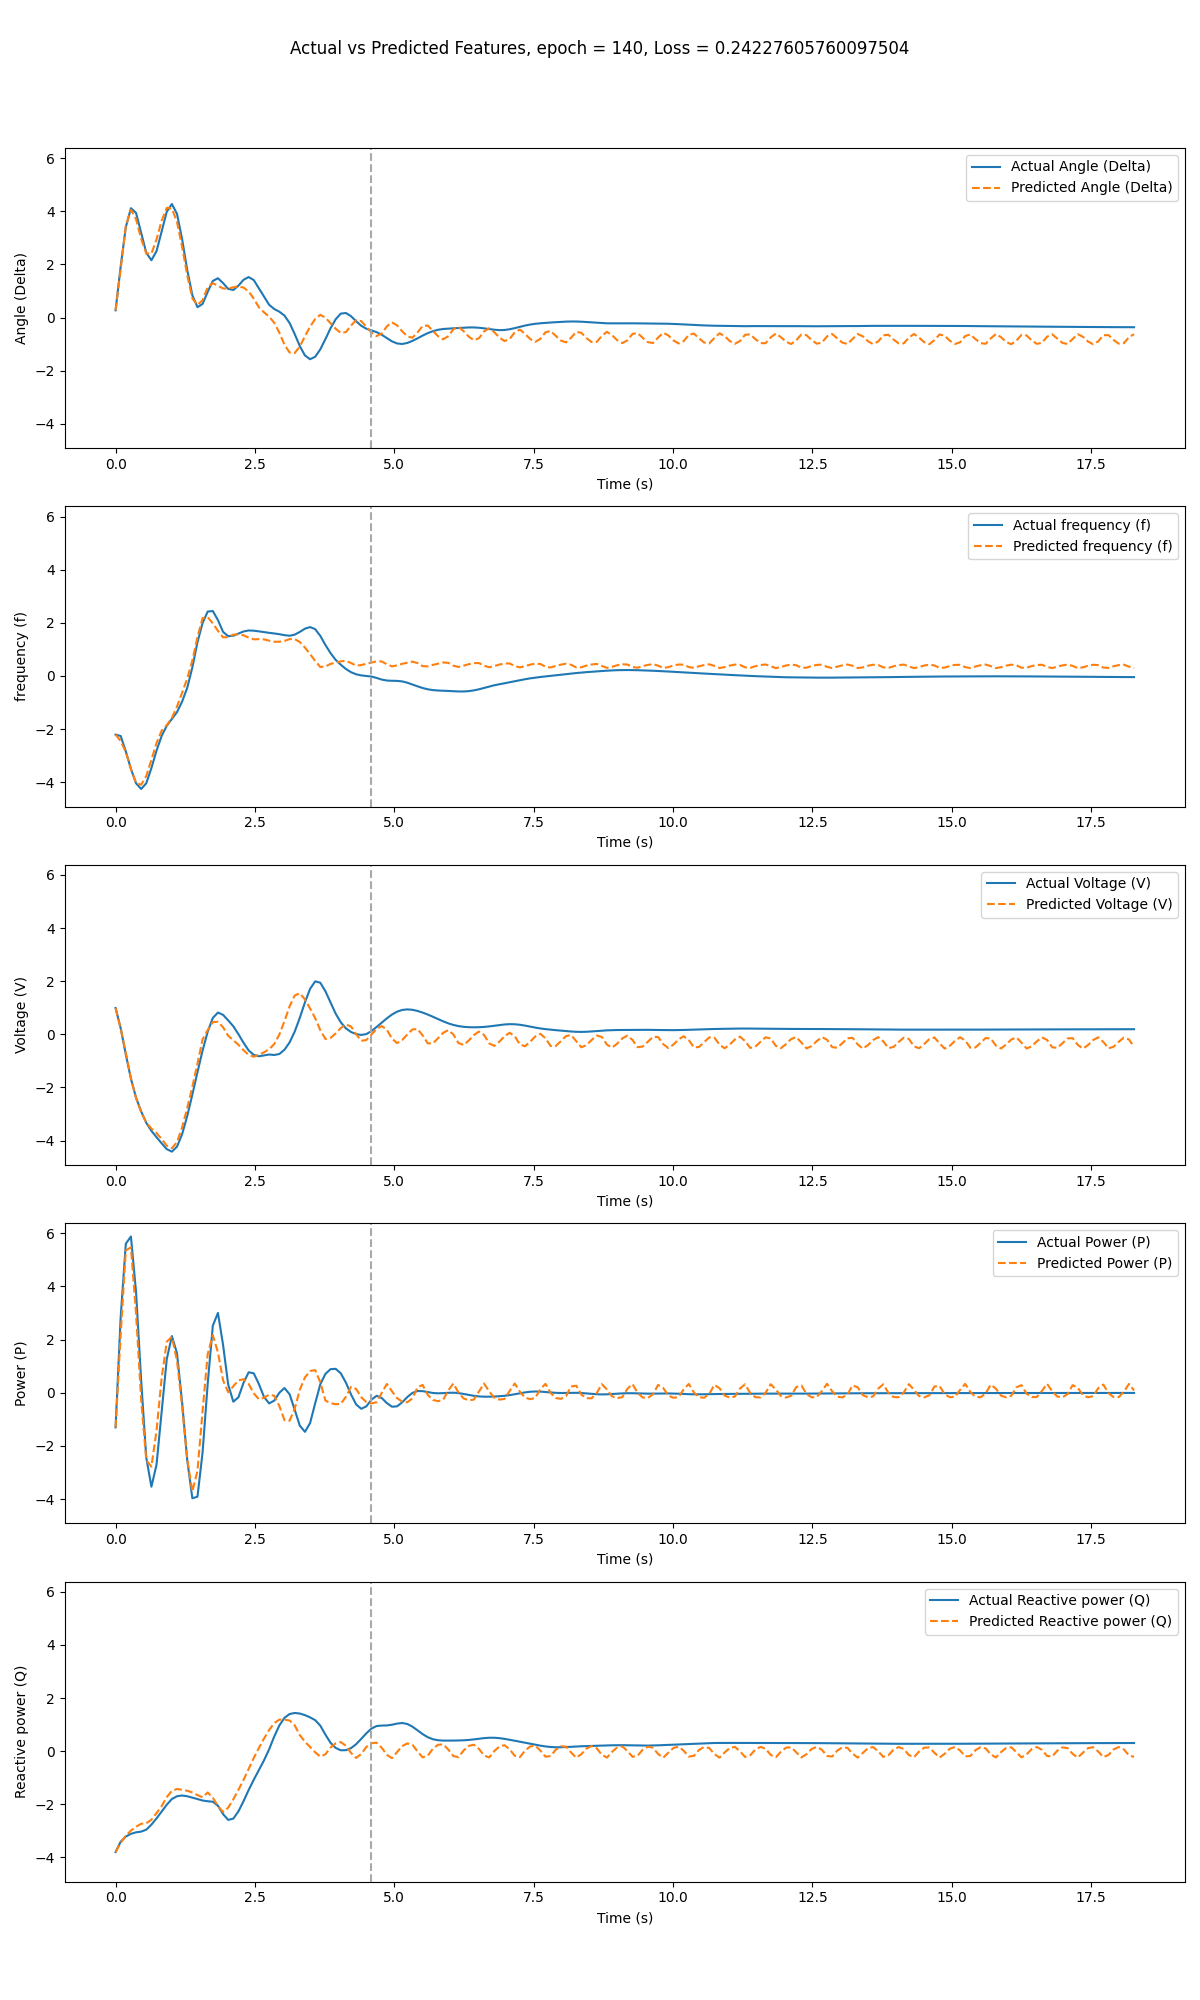 Actual vs Predicted Features, epoch = 140, Loss = 0.24227605760097504
Actual Angle (Delta)
Predicted Angle (Delta)
Angle (Delta)
6
4
2
0
−2
−4
0.0 2.5 5.0 7.5 10.0 12.5 15.0 17.5
Time (s)
Actual frequency (f)
Predicted frequency (f)
frequency (f)
6
4
2
0
−2
−4
0.0 2.5 5.0 7.5 10.0 12.5 15.0 17.5
Time (s)
Actual Voltage (V)
Predicted Voltage (V)
Voltage (V)
6
4
2
0
−2
−4
0.0 2.5 5.0 7.5 10.0 12.5 15.0 17.5
Time (s)
Actual Power (P)
Predicted Power (P)
Power (P)
6
4
2
0
−2
−4
0.0 2.5 5.0 7.5 10.0 12.5 15.0 17.5
Time (s)
Actual Reactive power (Q)
Predicted Reactive power (Q)
Reactive power (Q)
6
4
2
0
−2
−4
0.0 2.5 5.0 7.5 10.0 12.5 15.0 17.5
Time (s)